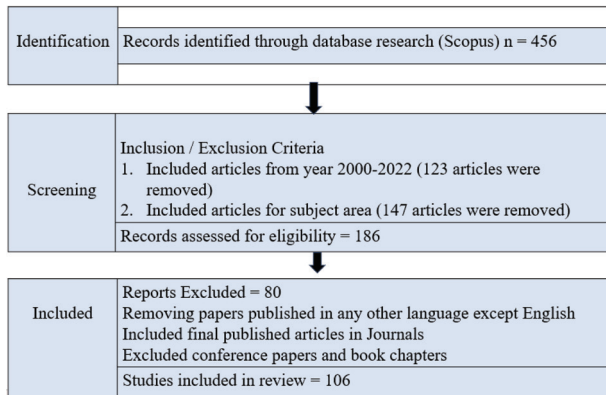 Identification
Records identified through database research (Scopus) n = 456
Screening
Inclusion / Exclusion Criteria
1. Included articles from year 2000-2022 (123 articles were
removed)
2. Included articles for subject area (147 articles were removed)
Records assessed for eligibility = 186
Included
Reports Excluded = 80
Removing papers published in any other language except English
Included final published articles in Journals
Excluded conference papers and book chapters
Studies included in review = 106